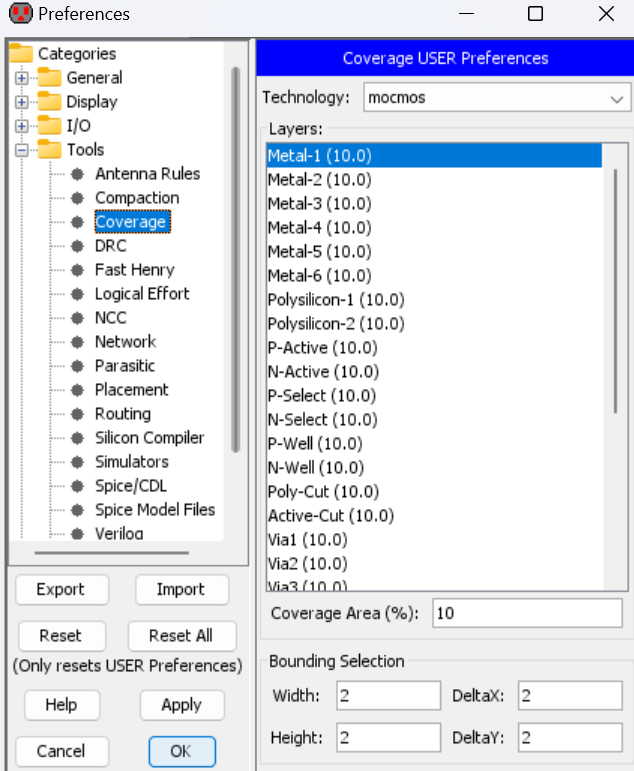 Preferences
Categories
General
Display
I/O
Tools
Antenna Rules
Compaction
Coverage
DRC
Fast Henry
Logical Effort
NCC
Network
Parasitic
Placement
Routing
Silicon Compiler
Simulators
Spice/CDL
Spice Model Files
Verilog
Export
Import
Reset
Reset All
(Only resets USER Preferences)
Help
Apply
Cancel
OK
Coverage USER Preferences
Technology: mocmos
Layers:
Metal-1 (10.0)
Metal-2 (10.0)
Metal-3 (10.0)
Metal-4 (10.0)
Metal-5 (10.0)
Metal-6 (10.0)
Polysilicon-1 (10.0)
Polysilicon-2 (10.0)
P-Active (10.0)
N-Active (10.0)
P-Select (10.0)
N-Select (10.0)
P-Well (10.0)
N-Well (10.0)
Poly-Cut (10.0)
Active-Cut (10.0)
Via1 (10.0)
Via2 (10.0)
Via3 (10.0)
Coverage Area (%): 10
Bounding Selection
Width: 2 DeltaX: 2
Height: 2 DeltaY: 2